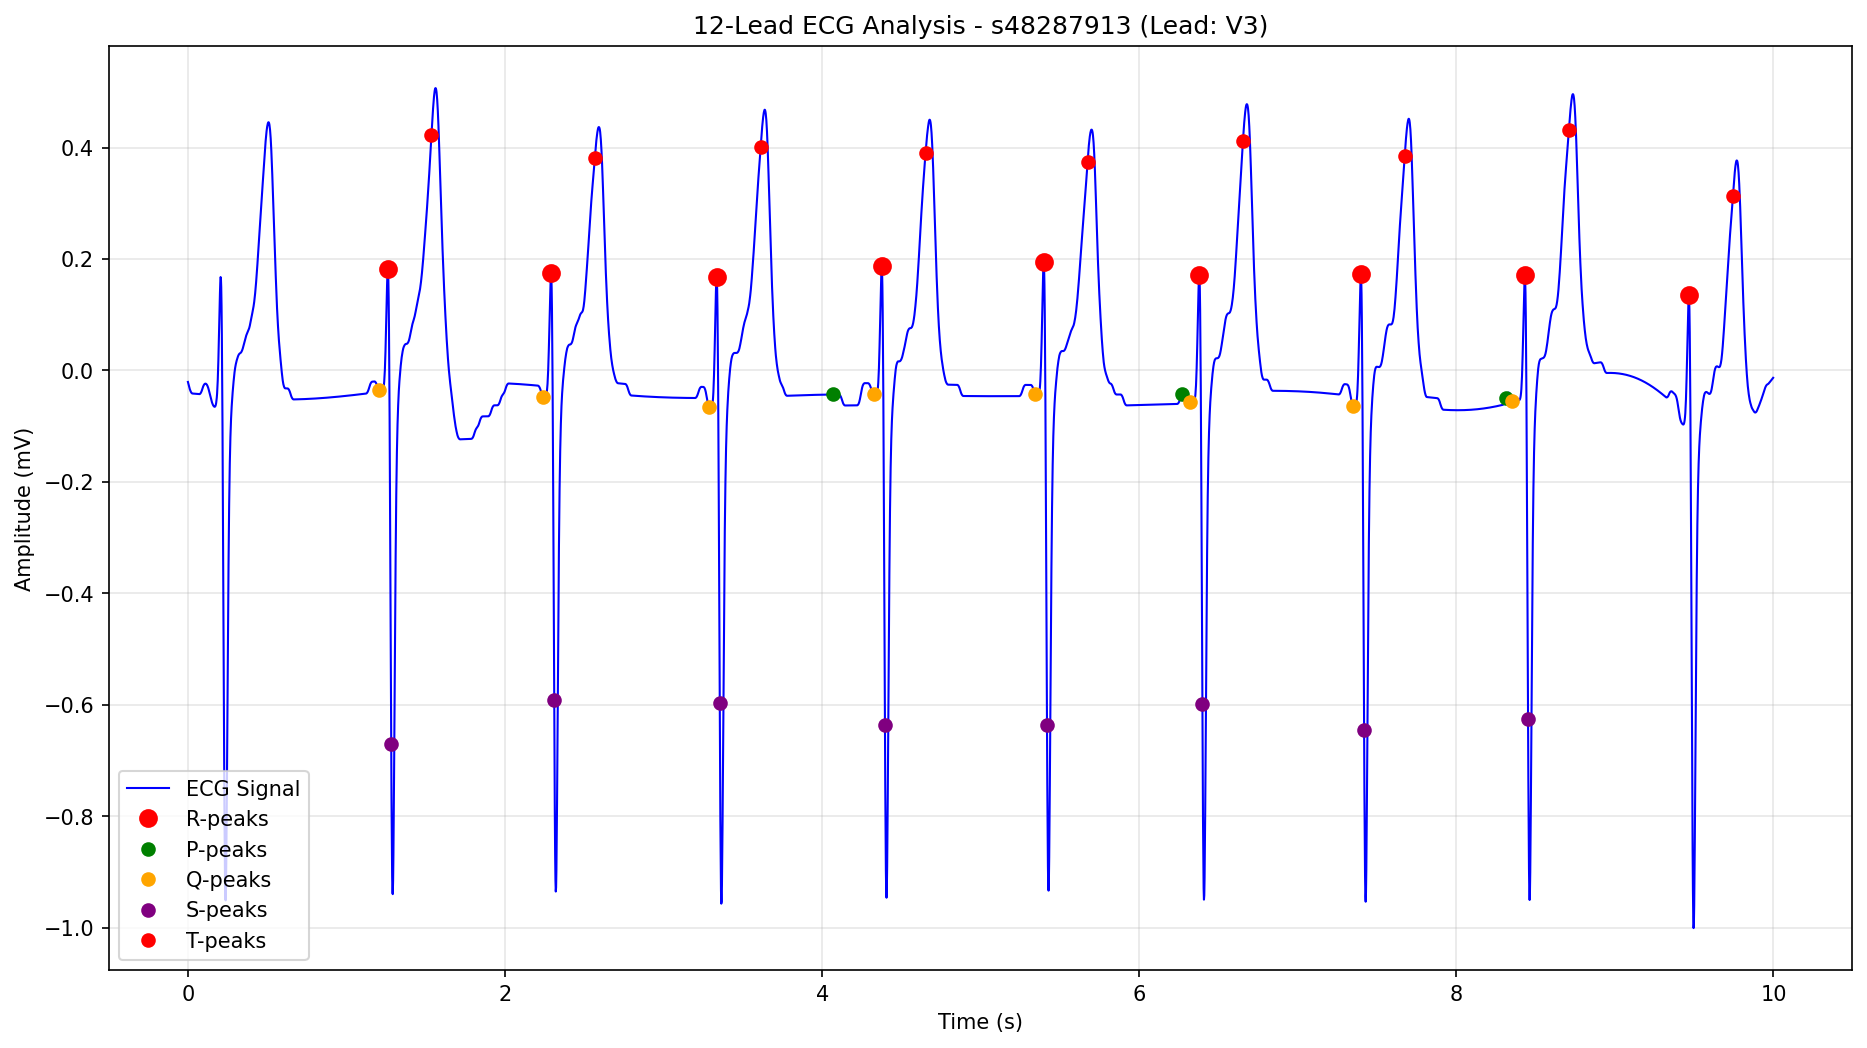 12-Lead ECG Analysis - s48287913 (Lead: V3)
Amplitude (mV)
0.4
0.2
0.0
−0.2
−0.4
−0.6
−0.8
−1.0
ECG Signal
R-peaks
P-peaks
Q-peaks
S-peaks
T-peaks
0 2 4 6 8 10
Time (s)